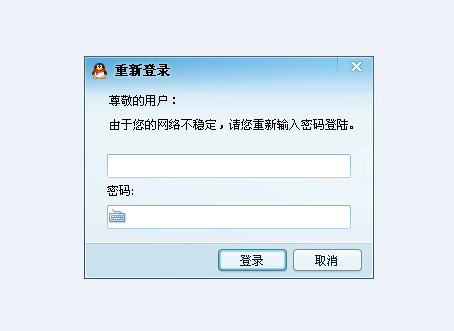 重新登录
尊敬的用户：
由于您的网络不稳定，请您重新输入密码登陆。
密码:
登录
取消